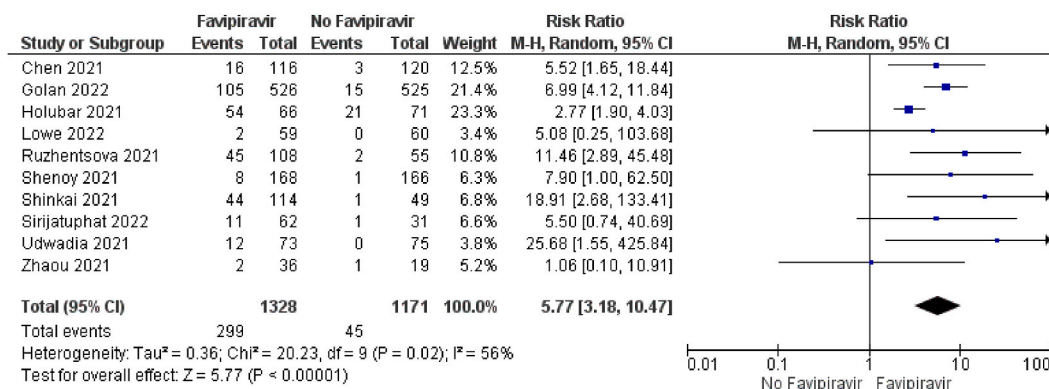 Favipiravir No Favipiravir Risk Ratio Risk Ratio
Study or Subgroup Events Total Events Total Weight M-H, Random, 95% CI M-H, Random, 95% CI
Chen 2021 16 116 3 120 12.5% 5.52 [1.65, 18.44]
Golan 2022 105 526 15 525 21.4% 6.99 [4.12, 11.84]
Holubar 2021 54 66 21 71 23.3% 2.77 [1.90, 4.03]
Lowe 2022 2 59 0 60 3.4% 5.08 [0.25, 103.68]
Ruzhentsova 2021 45 108 2 55 10.8% 11.46 [2.89, 45.48]
Shenoy 2021 8 168 1 166 6.3% 7.90 [1.00, 62.50]
Shinkai 2021 44 114 1 49 6.8% 18.91 [2.68, 133.41]
Sirijatuphat 2022 11 62 1 31 6.6% 5.50 [0.74, 40.69]
Udwadia 2021 12 73 0 75 3.8% 25.68 [1.55, 425.84]
Zhaou 2021 2 36 1 19 5.2% 1.06 [0.10, 10.91]
Total (95% CI) 1328 1171 100.0% 5.77 [3.18, 10.47]
Total events 299 45
Heterogeneity: Tau² = 0.36; Chi² = 20.23, df = 9 (P = 0.02); I² = 56%
Test for overall effect: Z = 5.77 (P < 0.00001)
0.01 0.1 1 10 100
No Favipiravir Favipiravir